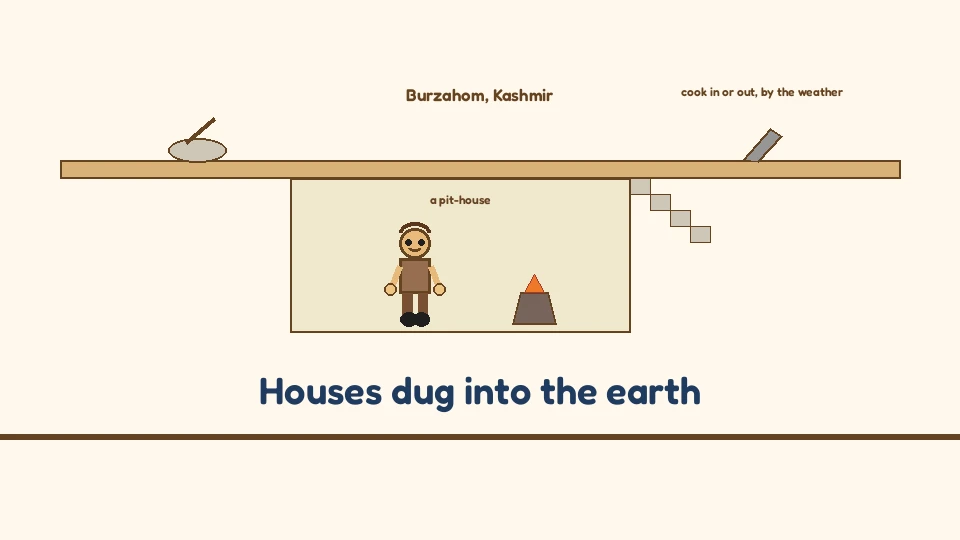 Burzahom, Kashmir
cook in or out, by the weather
a pit-house
Houses dug into the earth